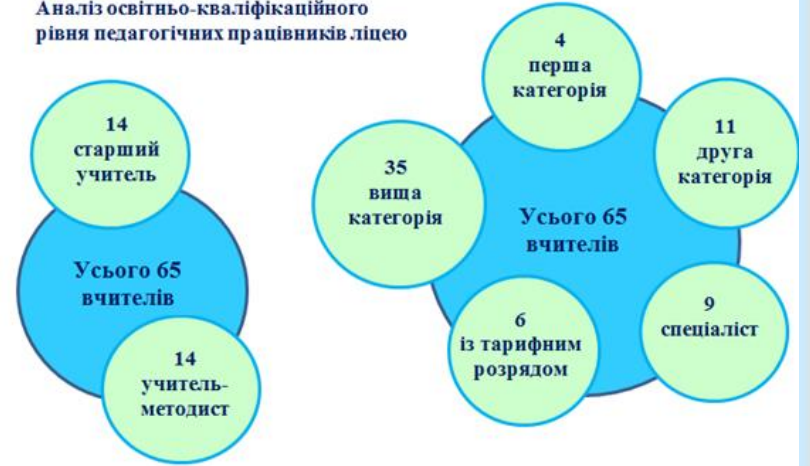 Аналіз освітньо-кваліфікаційного
рівня педагогічних працівників ліцею
14
старший
учитель
Усього 65
вчителів
14
учитель-
методист
4
перша
категорія
11
друга
категорія
35
вища
категорія
Усього 65
вчителів
9
спеціаліст
6
із тарифним
розрядом